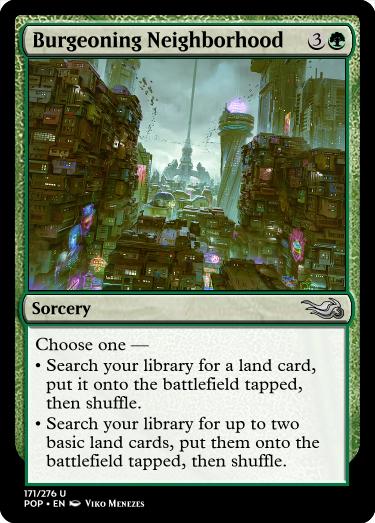 Burgeoning Neighborhood 3
Sorcery
Choose one —
• Search your library for a land card,
put it onto the battlefield tapped,
then shuffle.
• Search your library for up to two
basic land cards, put them onto the
battlefield tapped, then shuffle.
171/276 U
POP • EN Viko Menezes